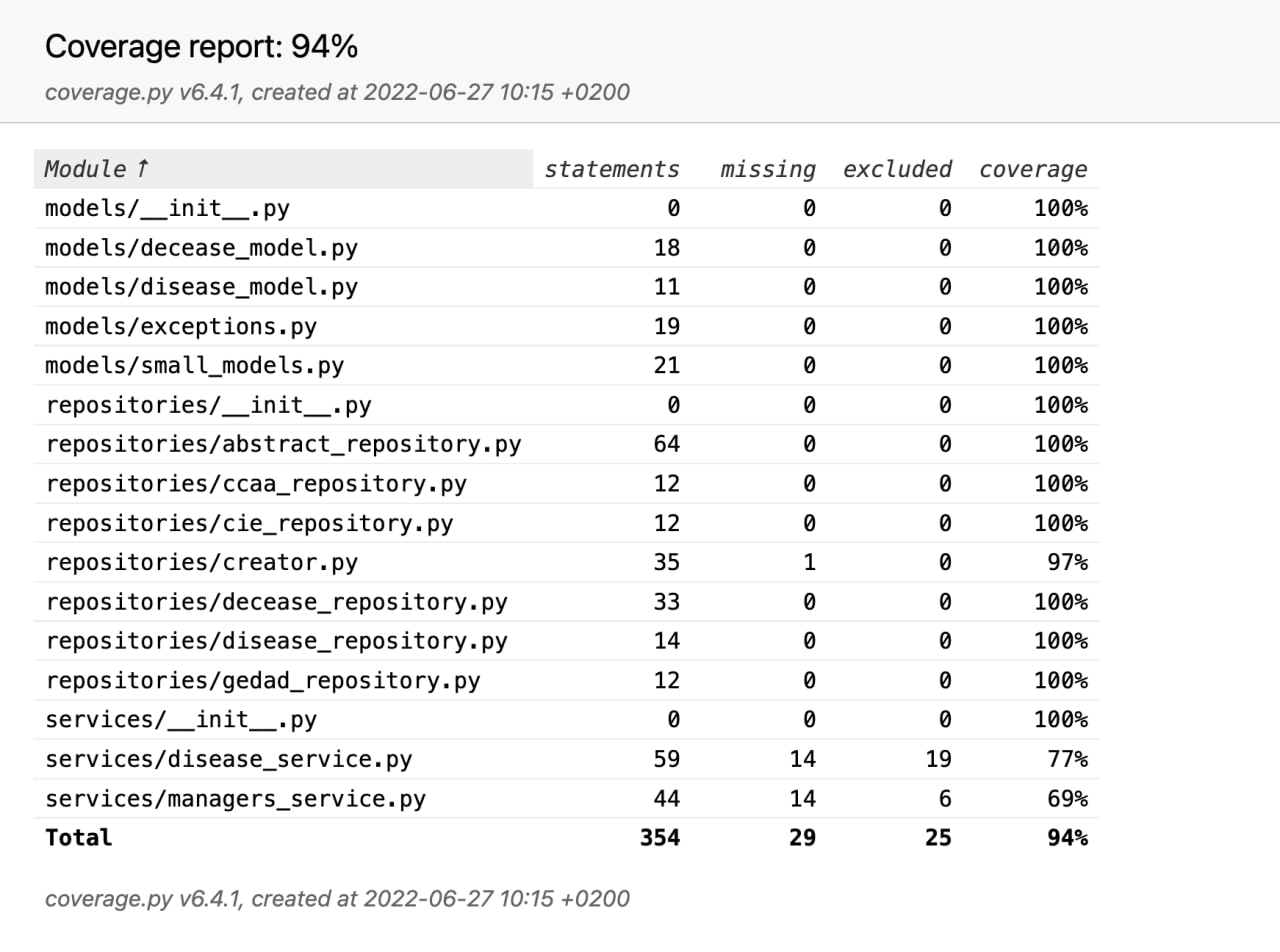 Coverage report: 94%
coverage.py v6.4.1, created at 2022-06-27 10:15 +0200
Module ↑ statements missing excluded coverage
models/__init__.py 0 0 0 100%
models/decease_model.py 18 0 0 100%
models/disease_model.py 11 0 0 100%
models/exceptions.py 19 0 0 100%
models/small_models.py 21 0 0 100%
repositories/__init__.py 0 0 0 100%
repositories/abstract_repository.py 64 0 0 100%
repositories/ccaa_repository.py 12 0 0 100%
repositories/cie_repository.py 12 0 0 100%
repositories/creator.py 35 1 0 97%
repositories/decease_repository.py 33 0 0 100%
repositories/disease_repository.py 14 0 0 100%
repositories/gedad_repository.py 12 0 0 100%
services/__init__.py 0 0 0 100%
services/disease_service.py 59 14 19 77%
services/managers_service.py 44 14 6 69%
Total 354 29 25 94%
coverage.py v6.4.1, created at 2022-06-27 10:15 +0200